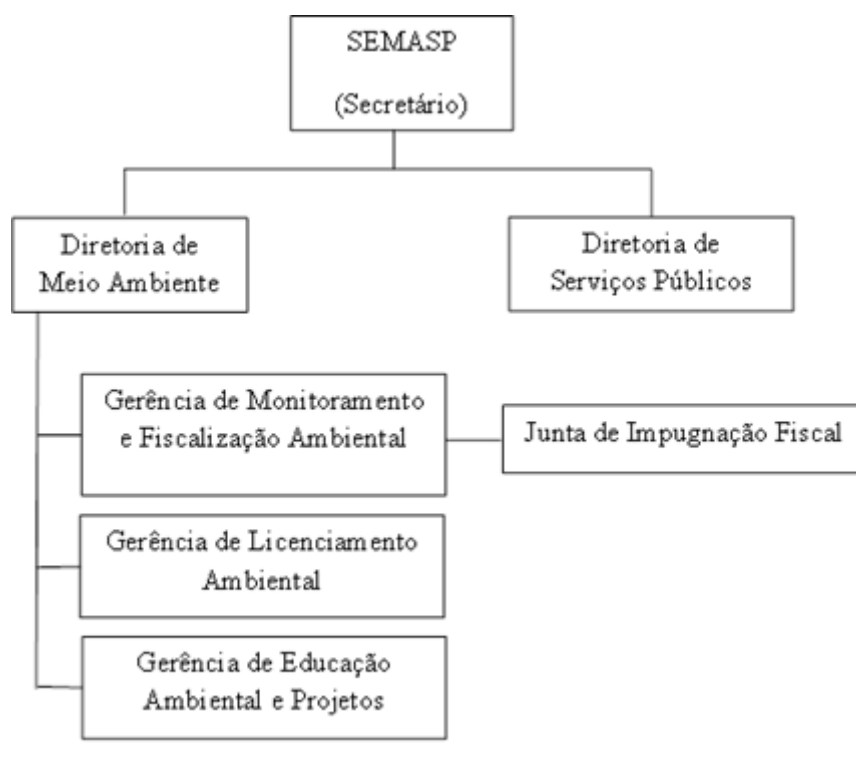 SEMASP
(Secretário)
Diretoria de
Meio Ambiente
Diretoria de
Serviços Públicos
Gerência de Monitoramento
e Fiscalização Ambiental
Junta de Impugnação Fiscal
Gerência de Licenciamento
Ambiental
Gerência de Educação
Ambiental e Projetos